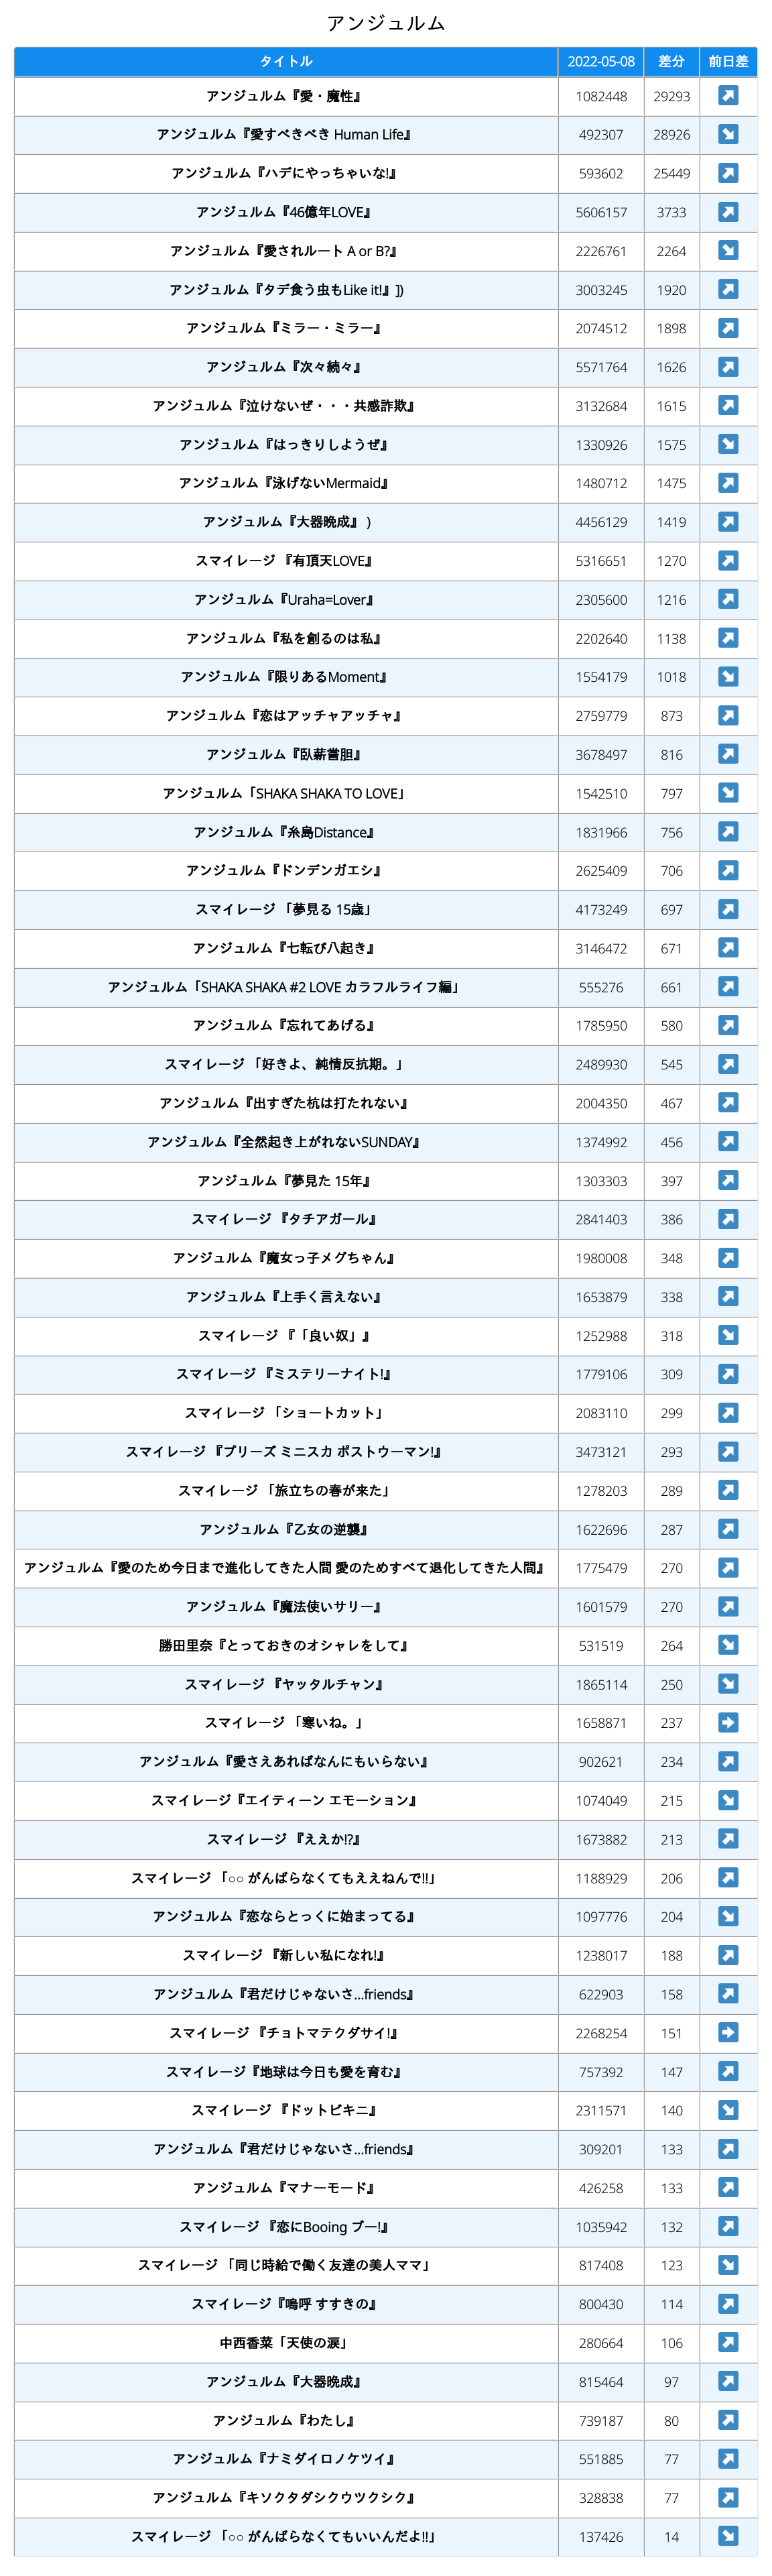 アンジュルム
タイトル 2022-05-08 差分 前日差
アンジュルム『愛・魔性』 1082448 29293
アンジュルム『愛すべきべき Human Life』 492307 28926
アンジュルム『ハデにやっちゃいな!』 593602 25449
アンジュルム『46億年LOVE』 5606157 3733
アンジュルム『愛されルート A or B?』 2226761 2264
アンジュルム『タデ食う虫もLike it!』]) 3003245 1920
アンジュルム『ミラー・ミラー』 2074512 1898
アンジュルム『次々続々』 5571764 1626
アンジュルム『泣けないぜ・・・共感詐欺』 3132684 1615
アンジュルム『はっきりしようぜ』 1330926 1575
アンジュルム『泳げないMermaid』 1480712 1475
アンジュルム『大器晩成』 ) 4456129 1419
スマイレージ 『有頂天LOVE』 5316651 1270
アンジュルム『Uraha=Lover』 2305600 1216
アンジュルム『私を創るのは私』 2202640 1138
アンジュルム『限りあるMoment』 1554179 1018
アンジュルム『恋はアッチャアッチャ』 2759779 873
アンジュルム『臥薪嘗胆』 3678497 816
アンジュルム「SHAKA SHAKA TO LOVE」 1542510 797
アンジュルム『糸島Distance』 1831966 756
アンジュルム『ドンデンガエシ』 2625409 706
スマイレージ 「夢見る 15歳」 4173249 697
アンジュルム『七転び八起き』 3146472 671
アンジュルム「SHAKA SHAKA #2 LOVE カラフルライフ編」 555276 661
アンジュルム『忘れてあげる』 1785950 580
スマイレージ 「好きよ、純情反抗期。」 2489930 545
アンジュルム『出すぎた杭は打たれない』 2004350 467
アンジュルム『全然起き上がれないSUNDAY』 1374992 456
アンジュルム『夢見た 15年』 1303303 397
スマイレージ 『タチアガール』 2841403 386
アンジュルム『魔女っ子メグちゃん』 1980008 348
アンジュルム『上手く言えない』 1653879 338
スマイレージ 『「良い奴」』 1252988 318
スマイレージ 『ミステリーナイト!』 1779106 309
スマイレージ 「ショートカット」 2083110 299
スマイレージ 『プリーズ ミニスカ ポストウーマン!』 3473121 293
スマイレージ 「旅立ちの春が来た」 1278203 289
アンジュルム『乙女の逆襲』 1622696 287
アンジュルム『愛のため今日まで進化してきた人間 愛のためすべて退化してきた人間』 1775479 270
アンジュルム『魔法使いサリー』 1601579 270
勝田里奈『とっておきのオシャレをして』 531519 264
スマイレージ 『ヤッタルチャン』 1865114 250
スマイレージ 「寒いね。」 1658871 237
アンジュルム『愛さえあればなんにもいらない』 902621 234
スマイレージ『エイティーン エモーション』 1074049 215
スマイレージ 『ええか!?』 1673882 213
スマイレージ 「○○ がんばらなくてもええねんで!!」 1188929 206
アンジュルム『恋ならとっくに始まってる』 1097776 204
スマイレージ 『新しい私になれ!』 1238017 188
アンジュルム『君だけじゃないさ...friends』 622903 158
スマイレージ 『チョトマテクダサイ!』 2268254 151
スマイレージ『地球は今日も愛を育む』 757392 147
スマイレージ 『ドットビキニ』 2311571 140
アンジュルム『君だけじゃないさ...friends』 309201 133
アンジュルム『マナーモード』 426258 133
スマイレージ 『恋にBooing ブー!』 1035942 132
スマイレージ 「同じ時給で働く友達の美人ママ」 817408 123
スマイレージ『嗚呼 すすきの』 800430 114
中西香菜「天使の涙」 280664 106
アンジュルム『大器晩成』 815464 97
アンジュルム『わたし』 739187 80
アンジュルム『ナミダイロノケツイ』 551885 77
アンジュルム『キソクタダシクウツクシク』 328838 77
スマイレージ 「○○ がんばらなくてもいいんだよ!!」 137426 14